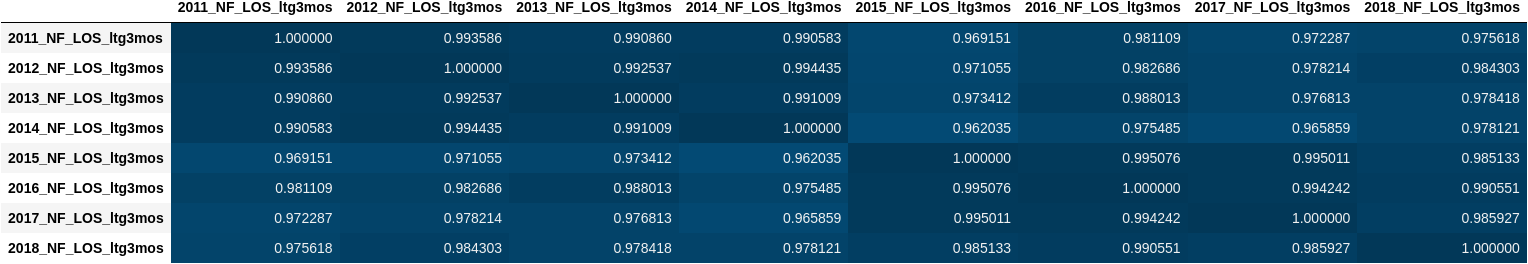 2011_NF_LOS_ltg3mos 2012_NF_LOS_ltg3mos 2013_NF_LOS_ltg3mos 2014_NF_LOS_ltg3mos 2015_NF_LOS_ltg3mos 2016_NF_LOS_ltg3mos 2017_NF_LOS_ltg3mos 2018_NF_LOS_ltg3mos
2011_NF_LOS_ltg3mos 1.000000 0.993586 0.990860 0.990583 0.969151 0.981109 0.972287 0.975618
2012_NF_LOS_ltg3mos 0.993586 1.000000 0.992537 0.994435 0.971055 0.982686 0.978214 0.984303
2013_NF_LOS_ltg3mos 0.990860 0.992537 1.000000 0.991009 0.973412 0.988013 0.976813 0.978418
2014_NF_LOS_ltg3mos 0.990583 0.994435 0.991009 1.000000 0.962035 0.975485 0.965859 0.978121
2015_NF_LOS_ltg3mos 0.969151 0.971055 0.973412 0.962035 1.000000 0.995076 0.995011 0.985133
2016_NF_LOS_ltg3mos 0.981109 0.982686 0.988013 0.975485 0.995076 1.000000 0.994242 0.990551
2017_NF_LOS_ltg3mos 0.972287 0.978214 0.976813 0.965859 0.995011 0.994242 1.000000 0.985927
2018_NF_LOS_ltg3mos 0.975618 0.984303 0.978418 0.978121 0.985133 0.990551 0.985927 1.000000